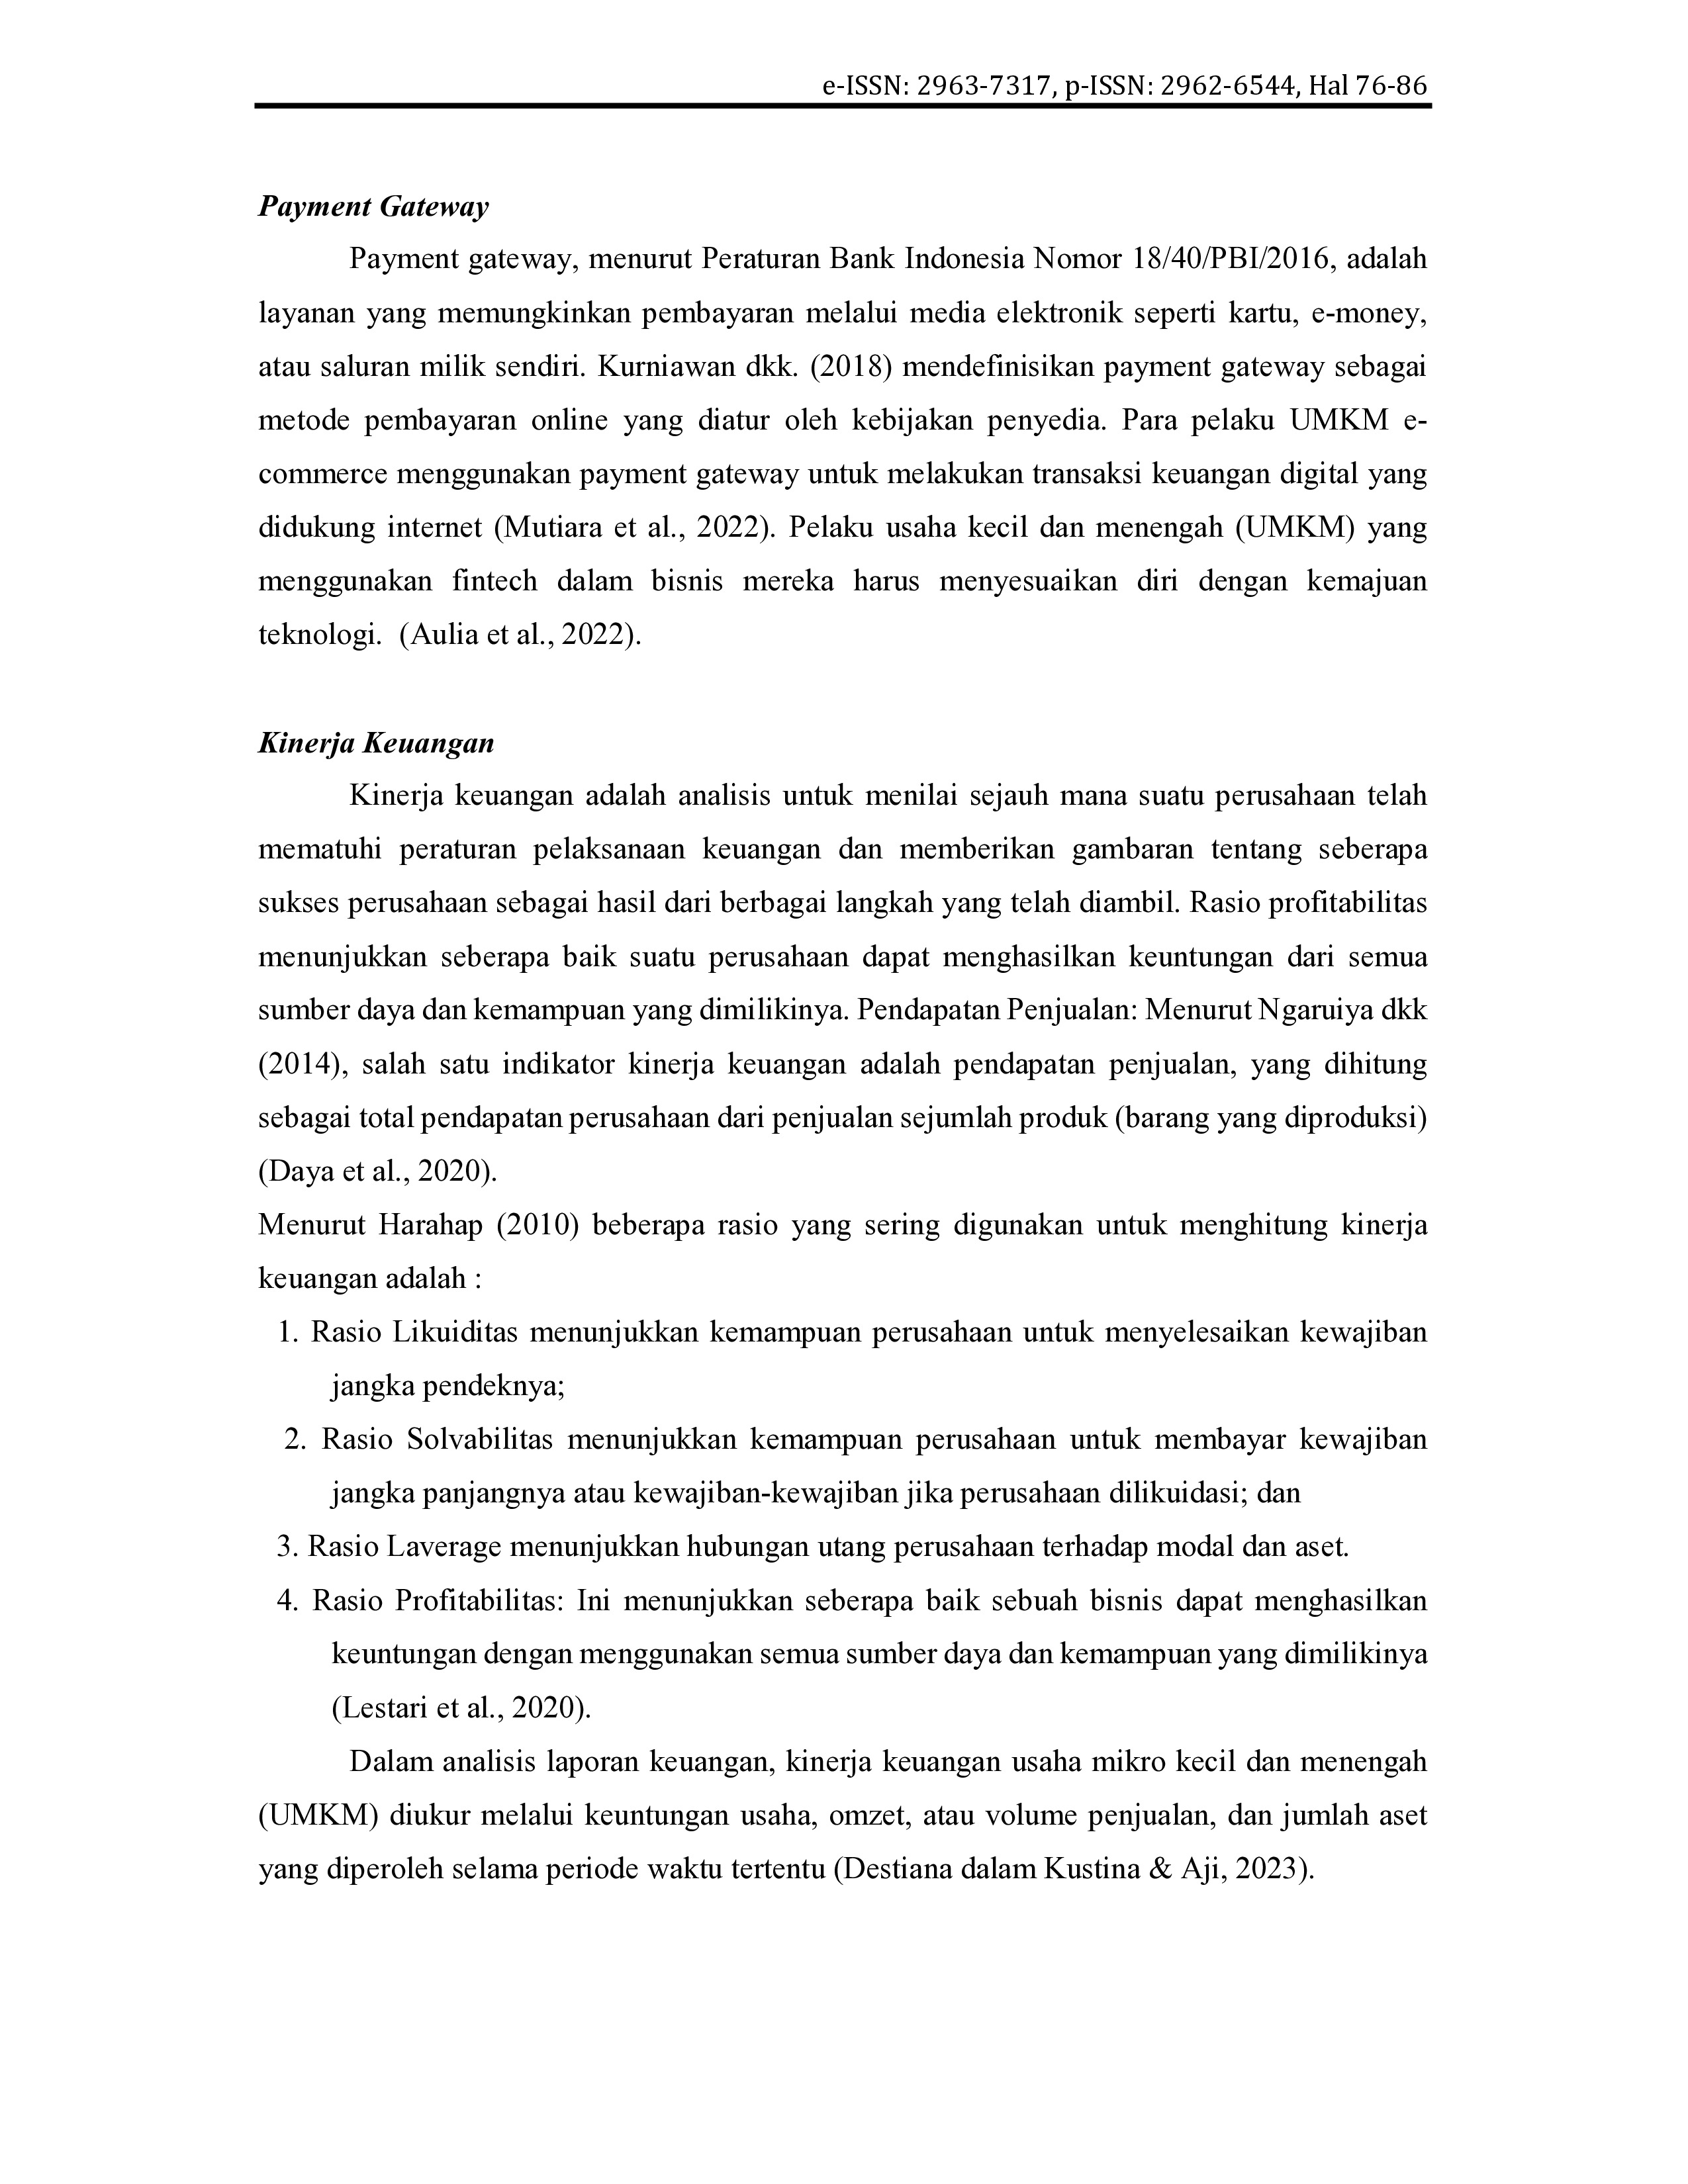 e-ISSN: 2963-7317, p-ISSN: 2962-6544, Hal 76-86
Payment Gateway
Payment gateway, menurut Peraturan Bank Indonesia Nomor 18/40/PBI/2016, adalah
layanan yang memungkinkan pembayaran melalui media elektronik seperti kartu, e-money,
atau saluran milik sendiri. Kurniawan dkk. (2018) mendefinisikan payment gateway sebagai
metode pembayaran online yang diatur oleh kebijakan penyedia. Para pelaku UMKM e-
commerce menggunakan payment gateway untuk melakukan transaksi keuangan digital yang
didukung internet (Mutiara et al., 2022). Pelaku usaha kecil dan menengah (UMKM) yang
menggunakan fintech dalam bisnis mereka harus menyesuaikan diri dengan kemajuan
teknologi.  (Aulia et al., 2022).
Kinerja Keuangan
Kinerja keuangan adalah analisis untuk menilai sejauh mana suatu perusahaan telah
mematuhi peraturan pelaksanaan keuangan dan memberikan gambaran tentang seberapa
sukses perusahaan sebagai hasil dari berbagai langkah yang telah diambil. Rasio profitabilitas
menunjukkan seberapa baik suatu perusahaan dapat menghasilkan keuntungan dari semua
sumber daya dan kemampuan yang dimilikinya. Pendapatan Penjualan: Menurut Ngaruiya dkk
(2014), salah satu indikator kinerja keuangan adalah pendapatan penjualan, yang dihitung
sebagai total pendapatan perusahaan dari penjualan sejumlah produk (barang yang diproduksi)
(Daya et al., 2020).
Menurut Harahap (2010) beberapa rasio yang sering digunakan untuk menghitung kinerja
keuangan adalah :
1. Rasio Likuiditas menunjukkan kemampuan perusahaan untuk menyelesaikan kewajiban
jangka pendeknya;
2. Rasio Solvabilitas menunjukkan kemampuan perusahaan untuk membayar kewajiban
jangka panjangnya atau kewajiban-kewajiban jika perusahaan dilikuidasi; dan
3. Rasio Laverage menunjukkan hubungan utang perusahaan terhadap modal dan aset.
4. Rasio Profitabilitas: Ini menunjukkan seberapa baik sebuah bisnis dapat menghasilkan
keuntungan dengan menggunakan semua sumber daya dan kemampuan yang dimilikinya
(Lestari et al., 2020).
Dalam analisis laporan keuangan, kinerja keuangan usaha mikro kecil dan menengah
(UMKM) diukur melalui keuntungan usaha, omzet, atau volume penjualan, dan jumlah aset
yang diperoleh selama periode waktu tertentu (Destiana dalam Kustina & Aji, 2023).